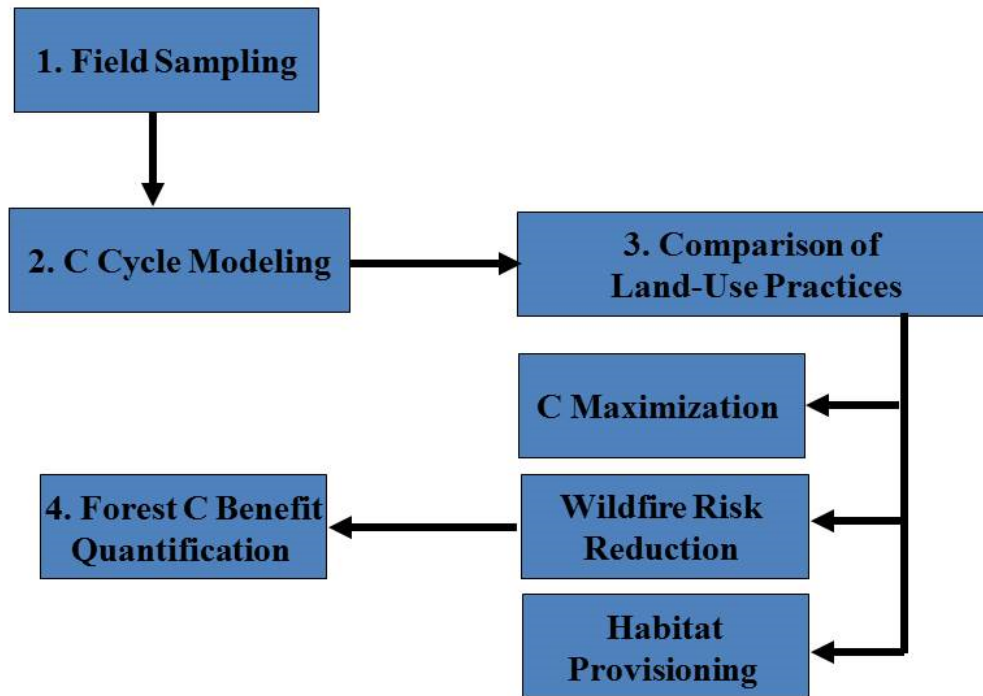 1. Field Sampling
2. C Cycle Modeling
3. Comparison of
Land-Use Practices
C Maximization
Wildfire Risk
Reduction
Habitat
Provisioning
4. Forest C Benefit
Quantification